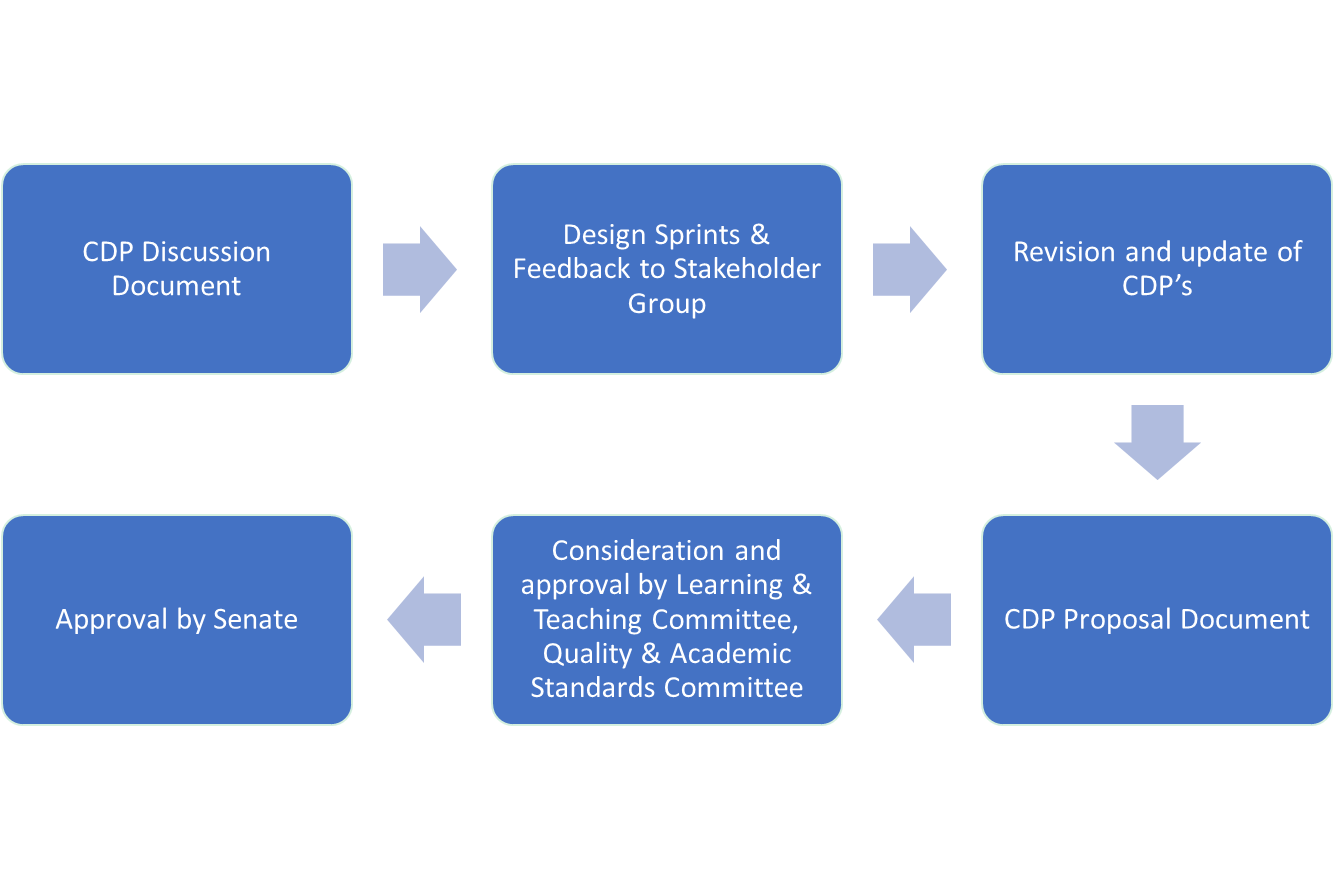 CDP Discussion
Document
Design Sprints &
Feedback to Stakeholder
Group
Revision and update of
CDP’s
CDP Proposal Document
Consideration and
approval by Learning &
Teaching Committee,
Quality & Academic
Standards Committee
Approval by Senate